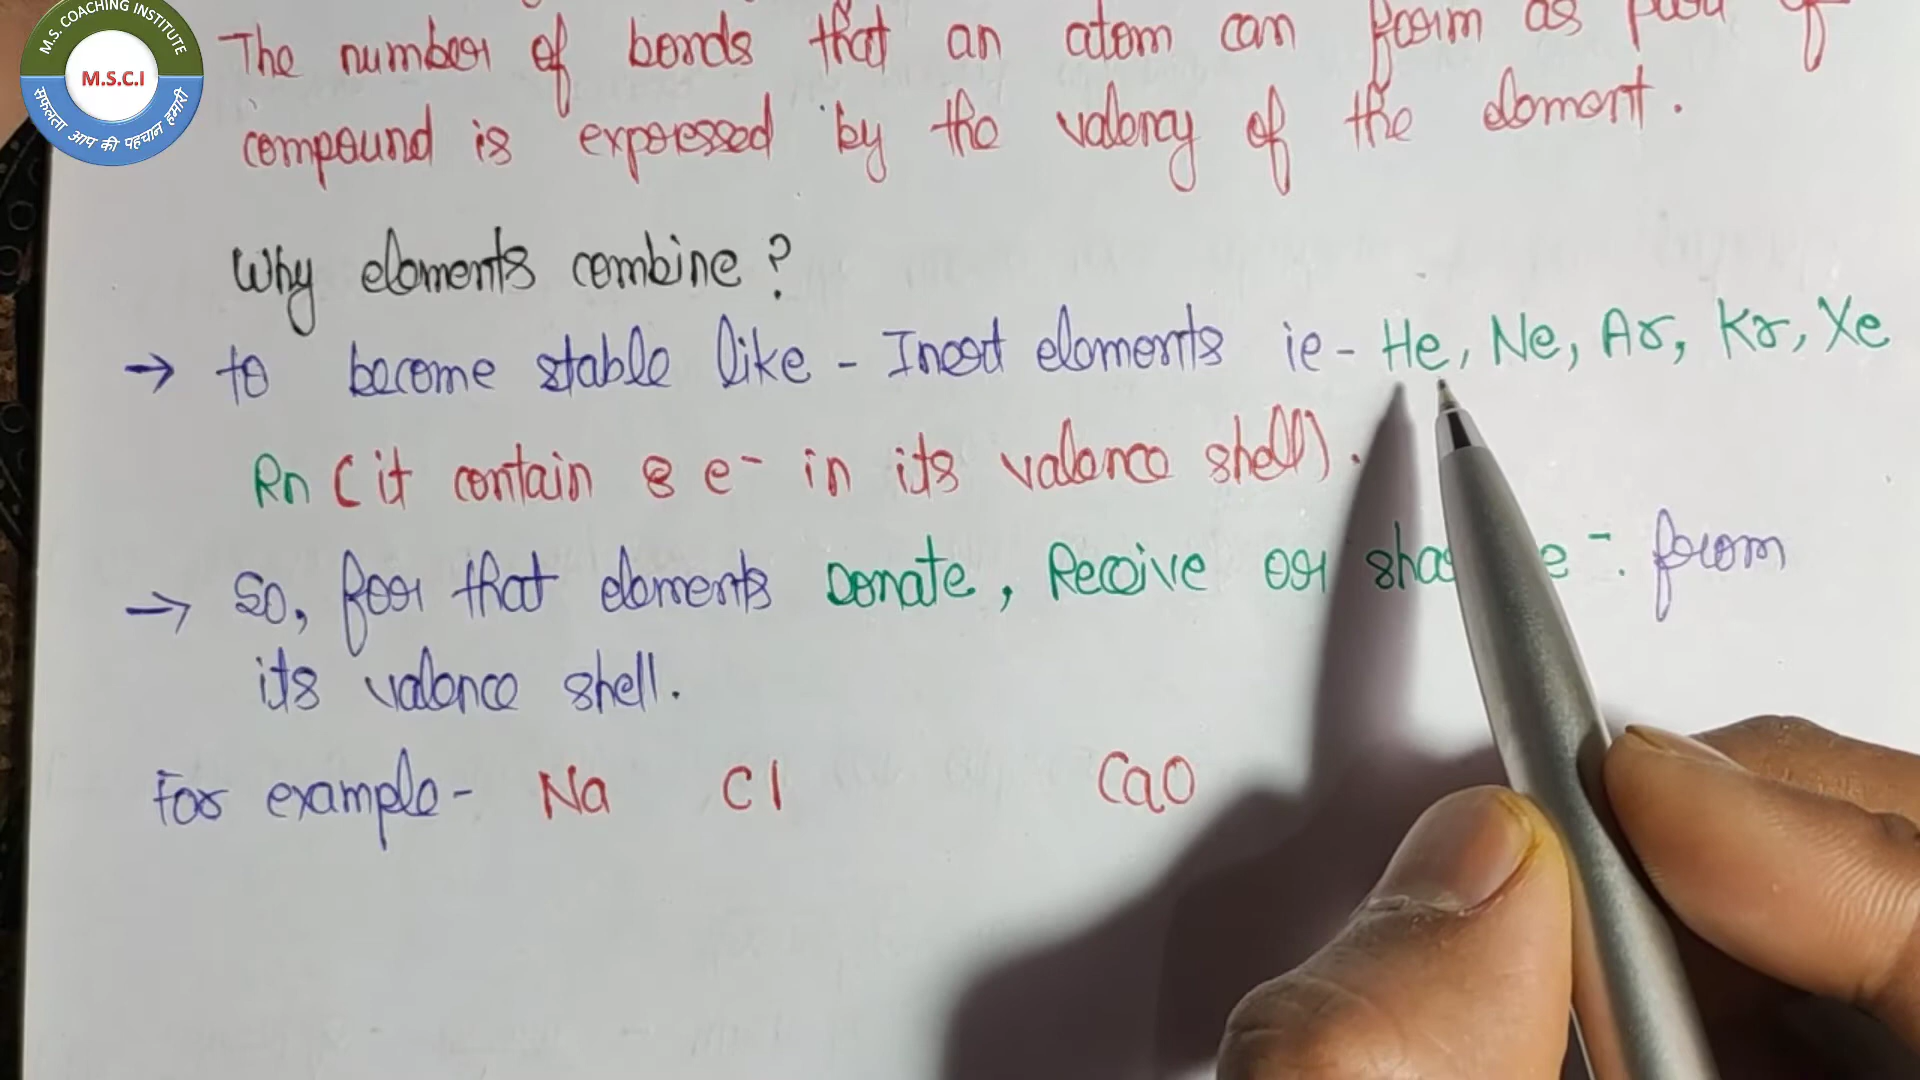 M.S. COACHING INSTITUTE
M.S.C.I
सफलता आप की पहचान हमारी
The number of bonds that an atom can form as part of
compound is expressed by the valency of the element.
Why elements combine ?
→ to become stable like - Inert elements ie - He, Ne, Ar, Kr, Xe
Rn ( it contain 8 e⁻ in its valence shell).
→ So, for that elements Donate, Receive or e⁻. from
its valence shell.
For example - Na Cl CaO